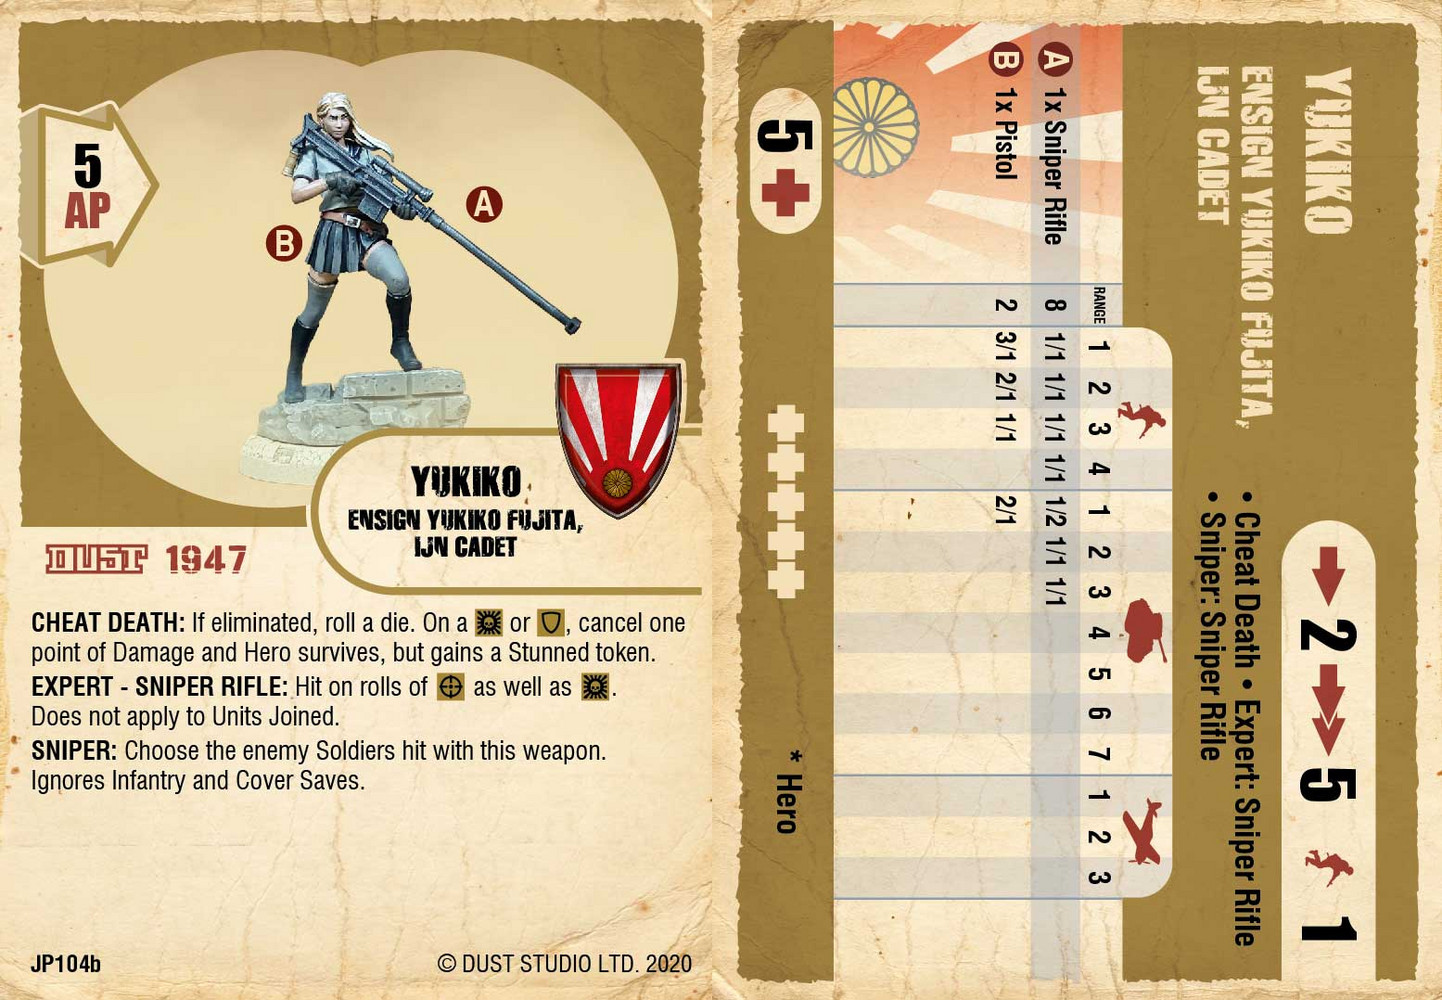 5
AP
A
B
YUKIKO
ENSIGN YUKIKO FUJITA,
IJN CADET
DUST 1947
CHEAT DEATH: If eliminated, roll a die. On a or , cancel one
point of Damage and Hero survives, but gains a Stunned token.
EXPERT - SNIPER RIFLE: Hit on rolls of as well as .
Does not apply to Units Joined.
SNIPER: Choose the enemy Soldiers hit with this weapon.
Ignores Infantry and Cover Saves.
JP104b
© DUST STUDIO LTD. 2020
YUKIKO
ENSIGN YUKIKO FUJITA,
IJN CADET
2 5 1
• Cheat Death • Expert: Sniper Rifle
• Sniper: Sniper Rifle
RANGE 1 2 3 4 1 2 3 4 5 6 7 1 2 3
A 1x Sniper Rifle 8 1/1 1/1 1/1 1/1 1/2 1/1 1/1
B 1x Pistol 2 3/1 2/1 1/1 2/1
5
* Hero